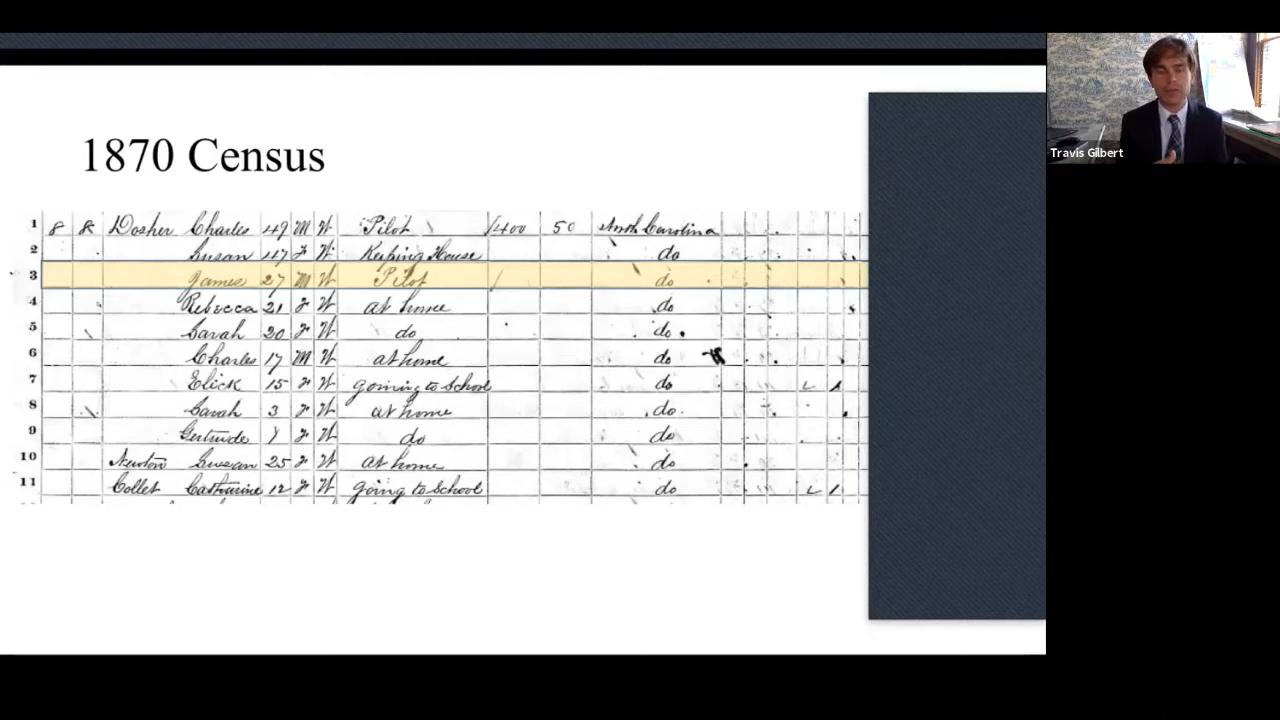 1870 Census
1 8 8 Dosher Charles 49 M W Pilot 1400 50 North Carolina
2 Susan 47 F W Keeping House do
3 James 27 M W Pilot do
4 Rebecca 21 F W at home do
5 Sarah 20 F W do do
6 Charles 17 M W at home do
7 Elick 15 F W going to School do
8 Sarah 3 F W at home do
9 Gertrude F W do do
10 Newton Susan 25 F W at home do
11 Collet Catharine 12 F W Going to School do
Travis Gilbert